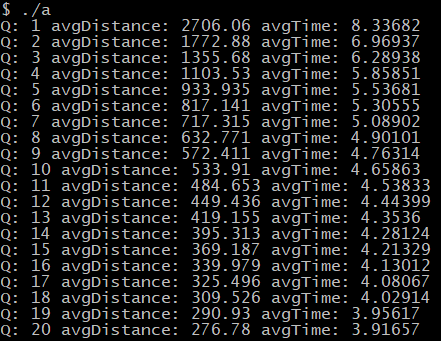 $ ./a
Q: 1 avgDistance: 2706.06 avgTime: 8.33682
Q: 2 avgDistance: 1772.88 avgTime: 6.96937
Q: 3 avgDistance: 1355.68 avgTime: 6.28938
Q: 4 avgDistance: 1103.53 avgTime: 5.85851
Q: 5 avgDistance: 933.935 avgTime: 5.53681
Q: 6 avgDistance: 817.141 avgTime: 5.30555
Q: 7 avgDistance: 717.315 avgTime: 5.08902
Q: 8 avgDistance: 632.771 avgTime: 4.90101
Q: 9 avgDistance: 572.411 avgTime: 4.76314
Q: 10 avgDistance: 533.91 avgTime: 4.65863
Q: 11 avgDistance: 484.653 avgTime: 4.53833
Q: 12 avgDistance: 449.436 avgTime: 4.44399
Q: 13 avgDistance: 419.155 avgTime: 4.3536
Q: 14 avgDistance: 395.313 avgTime: 4.28124
Q: 15 avgDistance: 369.187 avgTime: 4.21329
Q: 16 avgDistance: 339.979 avgTime: 4.13012
Q: 17 avgDistance: 325.496 avgTime: 4.08067
Q: 18 avgDistance: 309.526 avgTime: 4.02914
Q: 19 avgDistance: 290.93 avgTime: 3.95617
Q: 20 avgDistance: 276.78 avgTime: 3.91657